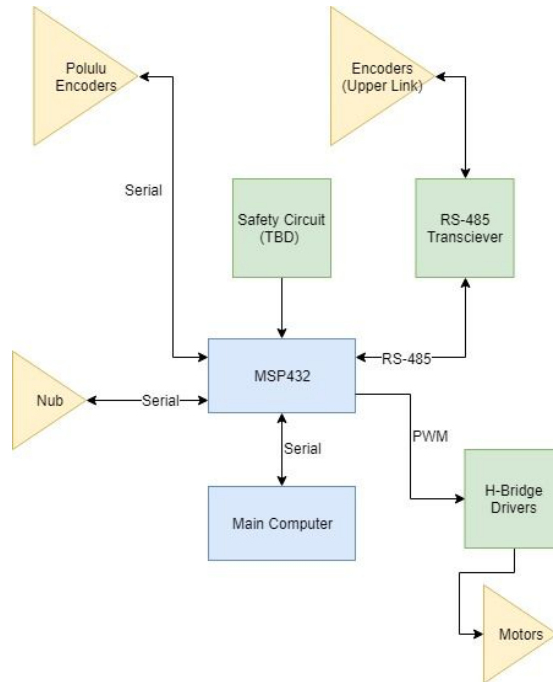 Polulu
Encoders
Encoders
(Upper Link)
Serial
Safety Circuit
(TBD)
RS-485
Transciever
MSP432
RS-485
Nub
Serial
PWM
Serial
Main Computer
H-Bridge
Drivers
Motors